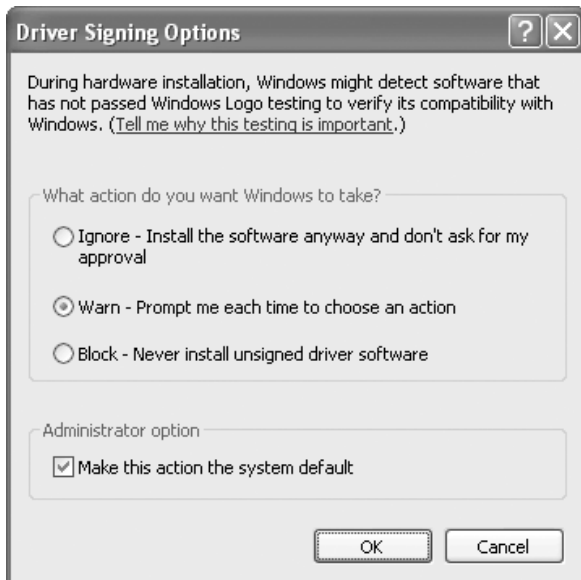 Driver Signing Options
During hardware installation, Windows might detect software that
has not passed Windows Logo testing to verify its compatibility with
Windows. (Tell me why this testing is important.)
What action do you want Windows to take?
Ignore - Install the software anyway and don't ask for my
approval
Warn - Prompt me each time to choose an action
Block - Never install unsigned driver software
Administrator option
Make this action the system default
OK Cancel